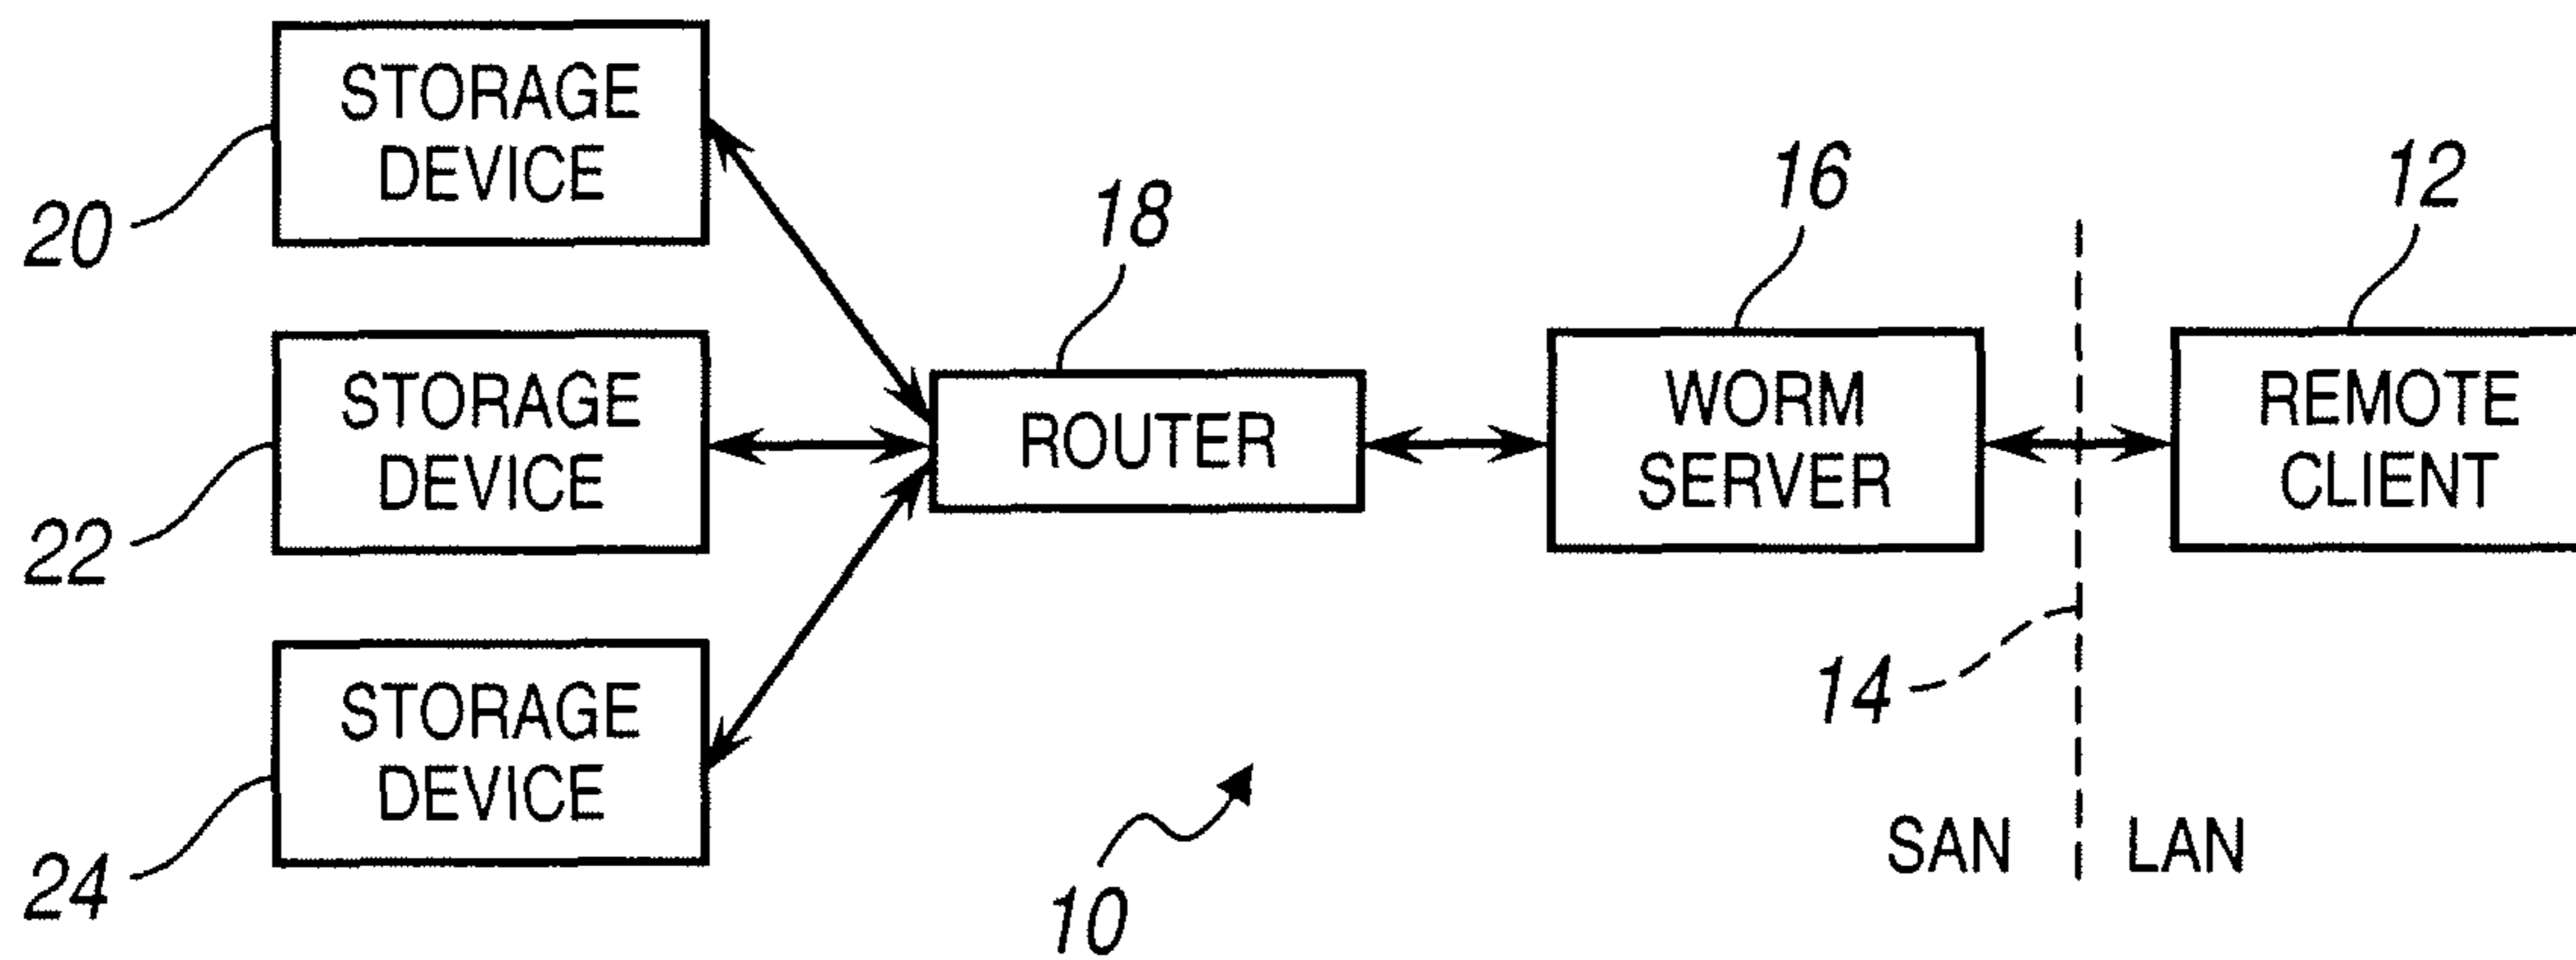 STORAGE
DEVICE
20
STORAGE
DEVICE
22
STORAGE
DEVICE
24
18
ROUTER
16
WORM
SERVER
12
REMOTE
CLIENT
14
SAN
LAN
10